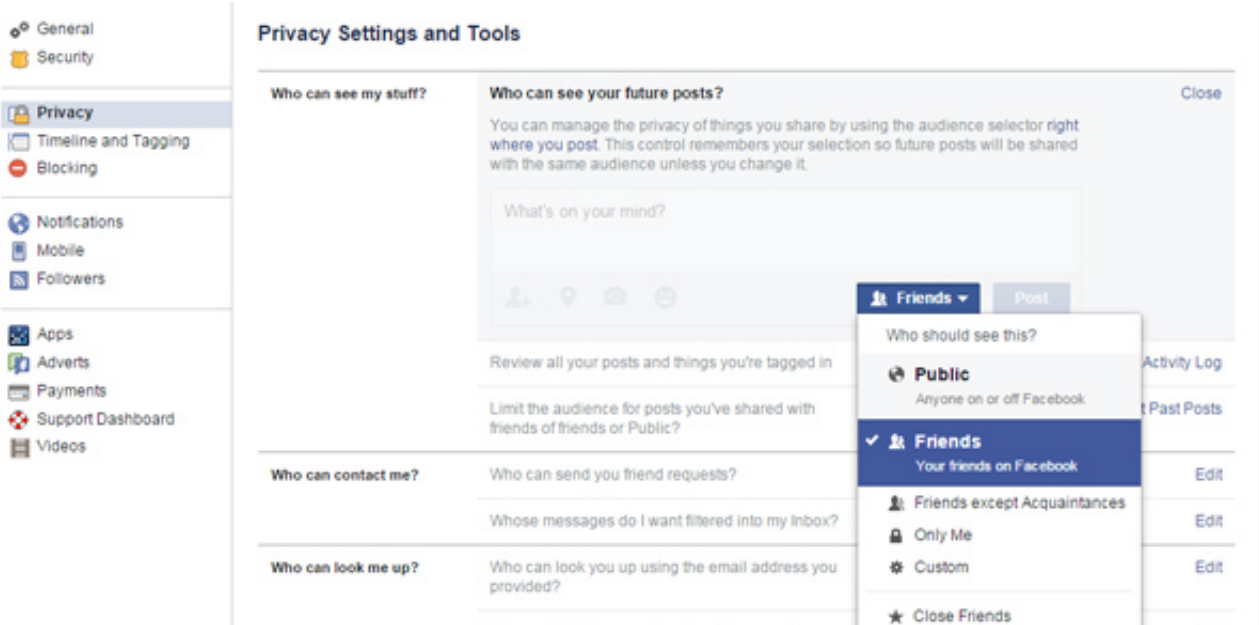 General
Security
Privacy
Timeline and Tagging
Blocking
Notifications
Mobile
Followers
Apps
Adverts
Payments
Support Dashboard
Videos
Privacy Settings and Tools
Who can see my stuff?
Who can see your future posts?
Close
You can manage the privacy of things you share by using the audience selector right
where you post. This control remembers your selection so future posts will be shared
with the same audience unless you change it.
What's on your mind?
Friends
Post
Who should see this?
Public
Anyone on or off Facebook
Friends
Your friends on Facebook
Friends except Acquaintances
Only Me
Custom
Close Friends
Review all your posts and things you're tagged in
Activity Log
Limit the audience for posts you've shared with
friends of friends or Public?
Past Posts
Who can contact me?
Who can send you friend requests?
Edit
Whose messages do I want filtered into my Inbox?
Edit
Who can look me up?
Who can look you up using the email address you
provided?
Edit